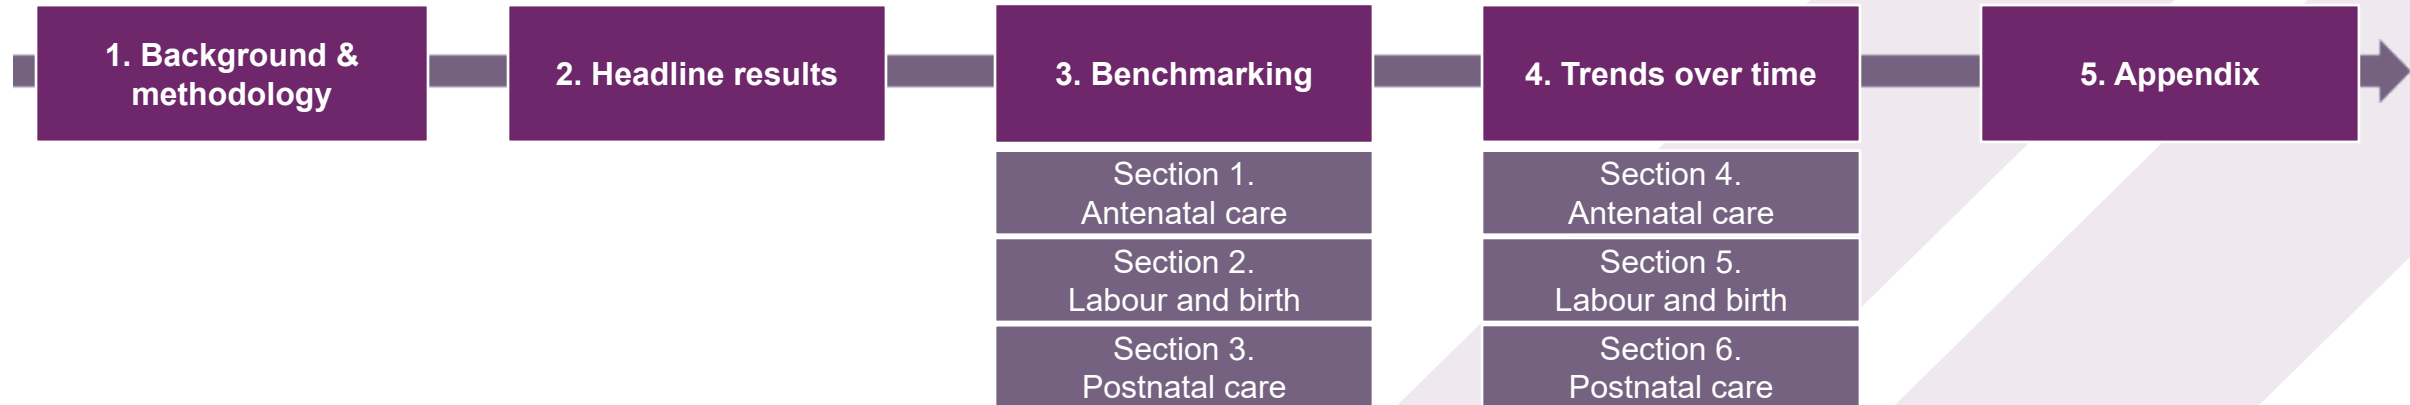 1. Background &
methodology
2. Headline results
3. Benchmarking
4. Trends over time
5. Appendix
Section 1.
Antenatal care
Section 2.
Labour and birth
Section 3.
Postnatal care
Section 4.
Antenatal care
Section 5.
Labour and birth
Section 6.
Postnatal care